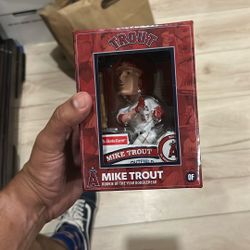 TROUT
MIKE TROUT
MIKE TROUT
ROOKIE OF THE YEAR BOBBLEHEAD
OF